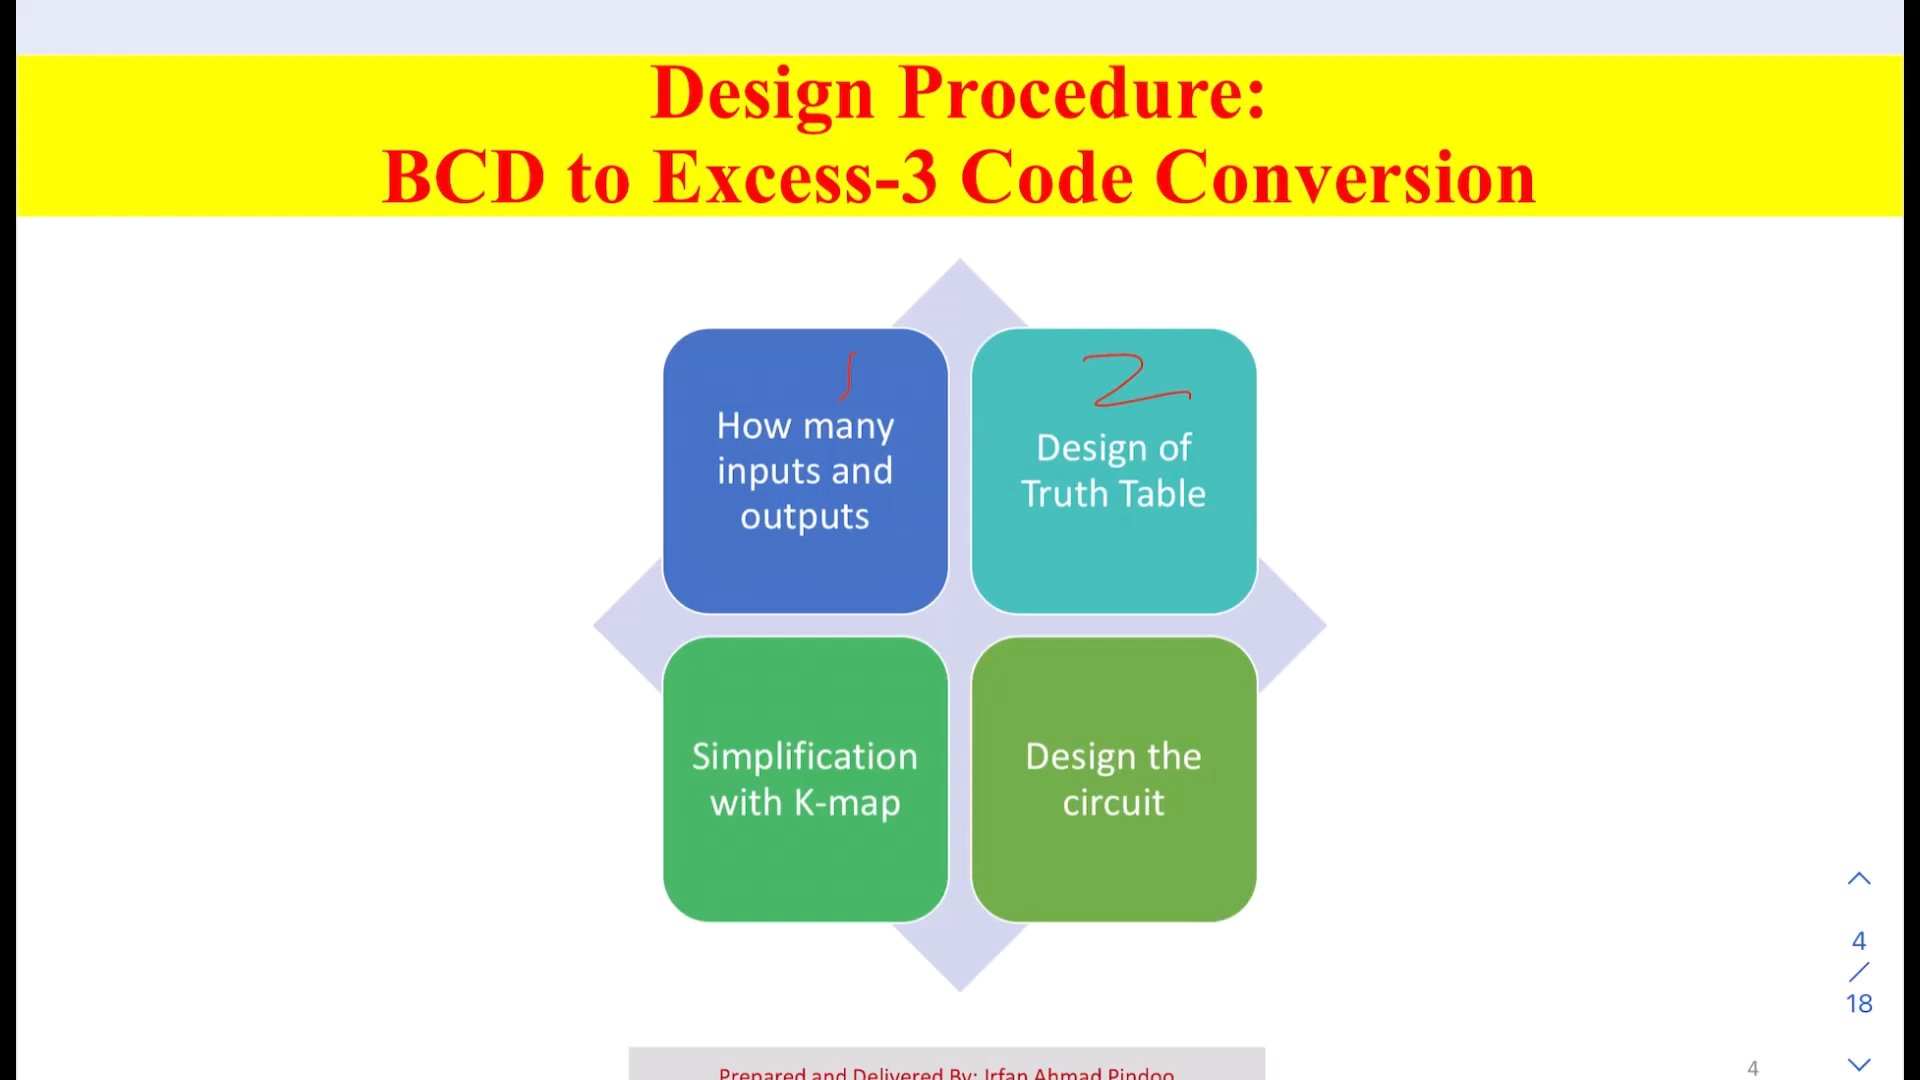 Design Procedure:
BCD to Excess-3 Code Conversion
1
How many
inputs and
outputs
2
Design of
Truth Table
Simplification
with K-map
Design the
circuit
4
/
18
Prepared and Delivered By: Irfan Ahmad Pindoo
4